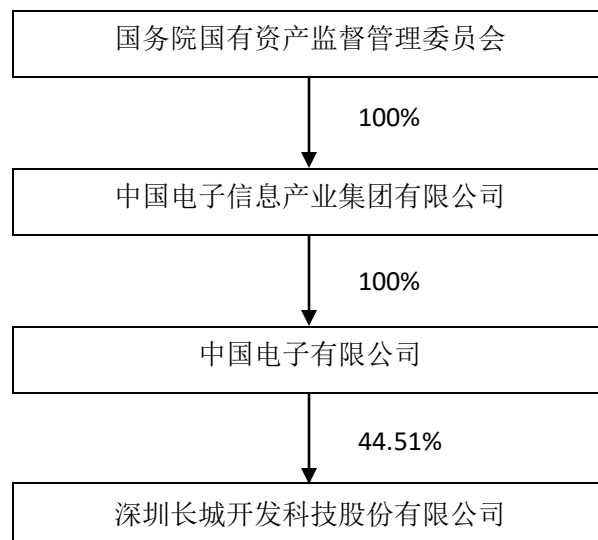 国务院国有资产监督管理委员会
100%
中国电子信息产业集团有限公司
100%
中国电子有限公司
44.51%
深圳长城开发科技股份有限公司